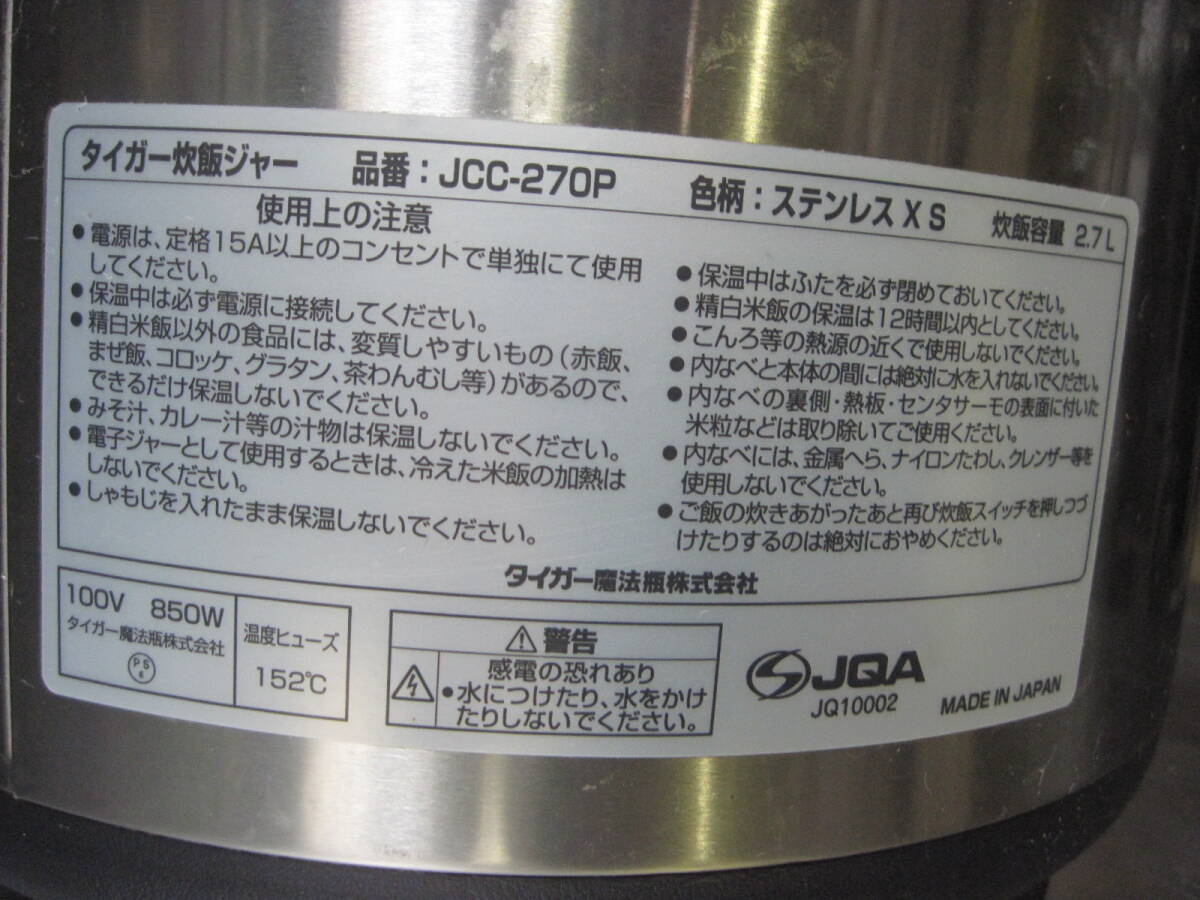 タイガー炊飯ジャー 品番：JCC-270P 色柄：ステンレス X S 炊飯容量 2.7L
使用上の注意
●電源は、定格15A以上のコンセントで単独にて使用
してください。
●保温中は必ず電源に接続してください。
●精白米飯以外の食品には、変質しやすいもの（赤飯、
まぜ飯、コロッケ、グラタン、茶わんむし等）があるので、
できるだけ保温しないでください。
●みそ汁、カレー汁等の汁物は保温しないでください。
●電子ジャーとして使用するときは、冷えた米飯の加熱は
しないでください。
●しゃもじを入れたまま保温しないでください。
●保温中はふたを必ず閉めておいてください。
●精白米飯の保温は12時間以内としてください。
●こんろ等の熱源の近くで使用しないでください。
●内なべと本体の間には絶対に水を入れないでください。
●内なべの裏側・熱板・センタサーモの表面に付いた
米粒などは取り除いてご使用ください。
●内なべには、金属へら、ナイロンたわし、クレンザー等を
使用しないでください。
●ご飯の炊きあがったあと再び炊飯スイッチを押しつづ
けたりするのは絶対におやめください。
タイガー魔法瓶株式会社
100V 850W
タイガー魔法瓶株式会社
PS
E
温度ヒューズ
152℃
⚠警告
感電の恐れあり
●水につけたり、水をかけ
たりしないでください。
JQA
JQ10002
MADE IN JAPAN